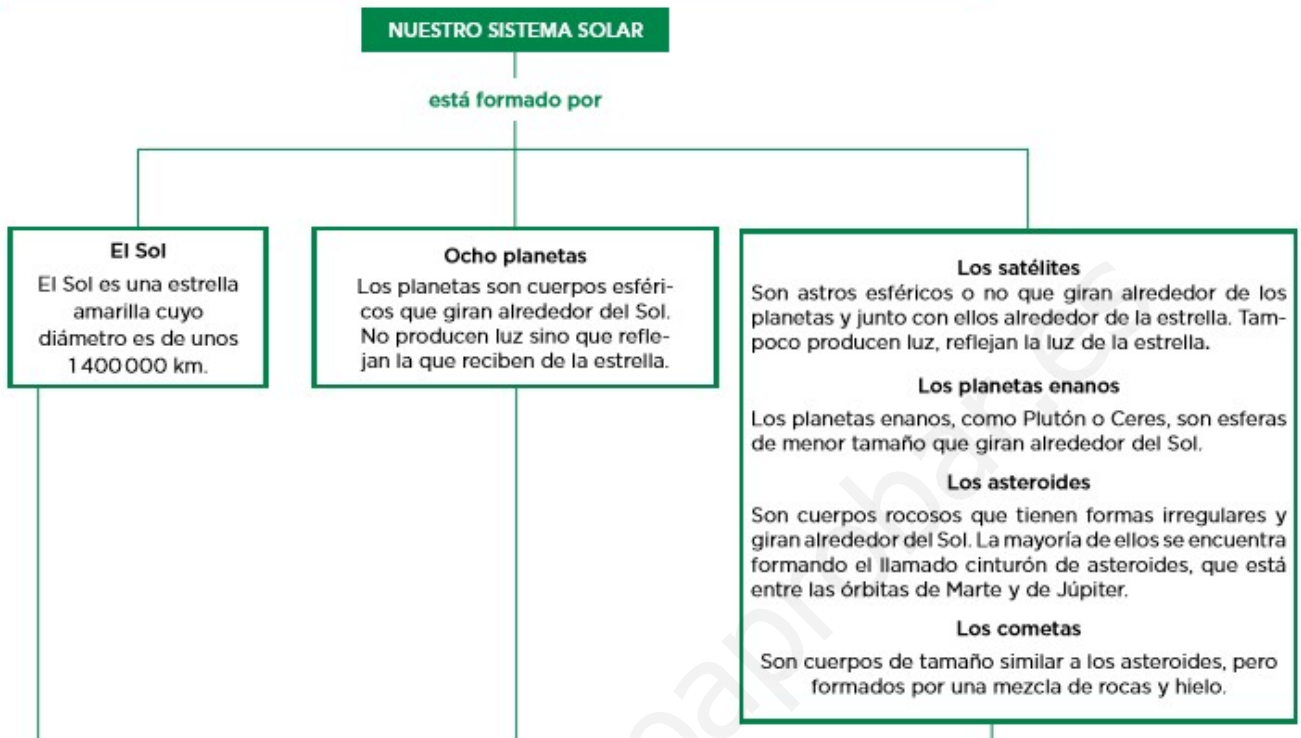 NUESTRO SISTEMA SOLAR
está formado por
El Sol
El Sol es una estrella
amarilla cuyo
diámetro es de unos
1 400 000 km.
Ocho planetas
Los planetas son cuerpos esféri-
cos que giran alrededor del Sol.
No producen luz sino que refle-
jan la que reciben de la estrella.
Los satélites
Son astros esféricos o no que giran alrededor de los
planetas y junto con ellos alrededor de la estrella. Tam-
poco producen luz, reflejan la luz de la estrella.
Los planetas enanos
Los planetas enanos, como Plutón o Ceres, son esferas
de menor tamaño que giran alrededor del Sol.
Los asteroides
Son cuerpos rocosos que tienen formas irregulares y
giran alrededor del Sol. La mayoría de ellos se encuentra
formando el llamado cinturón de asteroides, que está
entre las órbitas de Marte y de Júpiter.
Los cometas
Son cuerpos de tamaño similar a los asteroides, pero
formados por una mezcla de rocas y hielo.